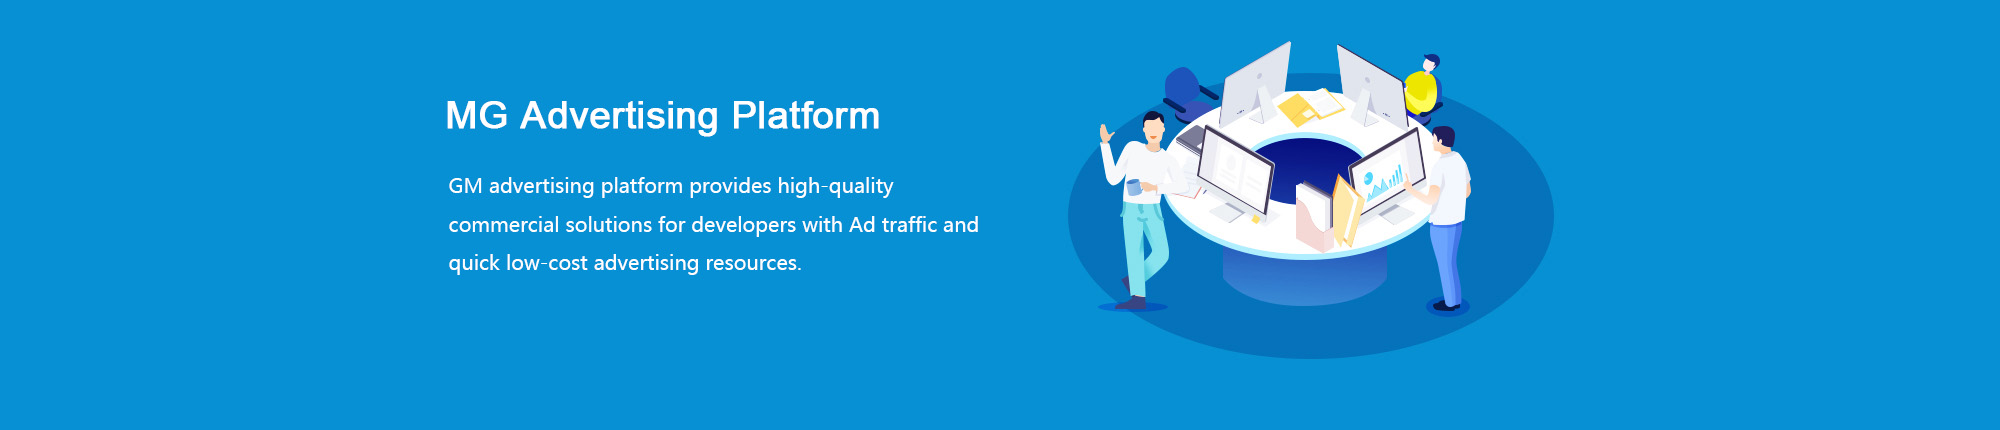 MG Advertising Platform
GM advertising platform provides high-quality
commercial solutions for developers with Ad traffic and
quick low-cost advertising resources.